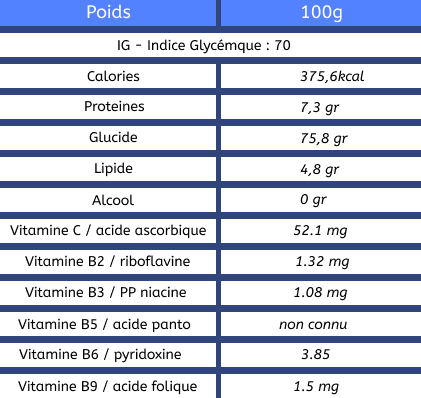 Poids 100g
IG - Indice Glycémque : 70
Calories 375,6kcal
Proteines 7,3 gr
Glucide 75,8 gr
Lipide 4,8 gr
Alcool 0 gr
Vitamine C / acide ascorbique 52.1 mg
Vitamine B2 / riboflavine 1.32 mg
Vitamine B3 / PP niacine 1.08 mg
Vitamine B5 / acide panto non connu
Vitamine B6 / pyridoxine 3.85
Vitamine B9 / acide folique 1.5 mg